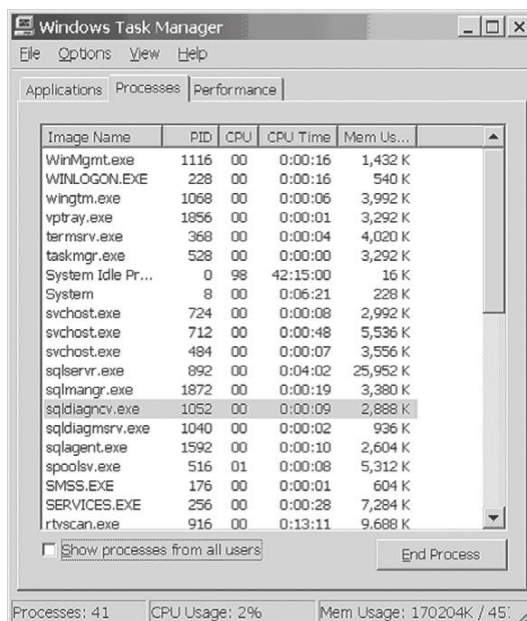 Windows Task Manager
File Options View Help
Applications Processes Performance
Image Name PID CPU CPU Time Mem Us...
WinMgmt.exe 1116 00 0:00:16 1,432 K
WINLOGON.EXE 228 00 0:00:16 540 K
wingtm.exe 1068 00 0:00:06 3,992 K
vptray.exe 1856 00 0:00:01 3,292 K
termsrv.exe 368 00 0:00:04 4,020 K
taskmgr.exe 528 00 0:00:00 3,292 K
System Idle Pr... 0 98 42:15:00 16 K
System 8 00 0:06:21 228 K
svchost.exe 724 00 0:00:08 2,992 K
svchost.exe 712 00 0:00:48 5,536 K
svchost.exe 484 00 0:00:07 3,556 K
sqlservr.exe 892 00 0:04:02 25,952 K
sqlmangr.exe 1872 00 0:00:19 3,380 K
sqldiagncv.exe 1052 00 0:00:09 2,888 K
sqldiagmsrv.exe 1040 00 0:00:02 936 K
sqlagent.exe 1592 00 0:00:10 2,604 K
spoolsv.exe 516 01 0:00:08 5,312 K
SMSS.EXE 176 00 0:00:01 604 K
SERVICES.EXE 256 00 0:00:28 7,284 K
rtvscan.exe 916 00 0:13:11 9,688 K
Show processes from all users
End Process
Processes: 41 CPU Usage: 2% Mem Usage: 170204K / 457